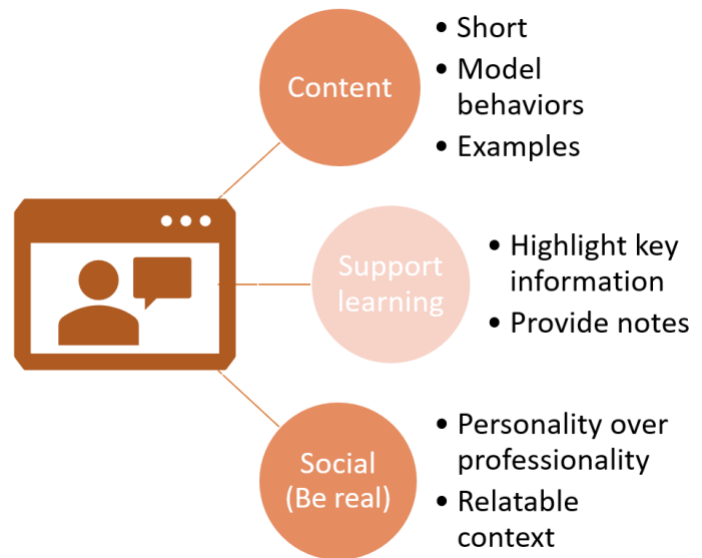 Content
• Short
• Model
behaviors
• Examples
Support
learning
• Highlight key
information
• Provide notes
Social
(Be real)
• Personality over
professionality
• Relatable
context